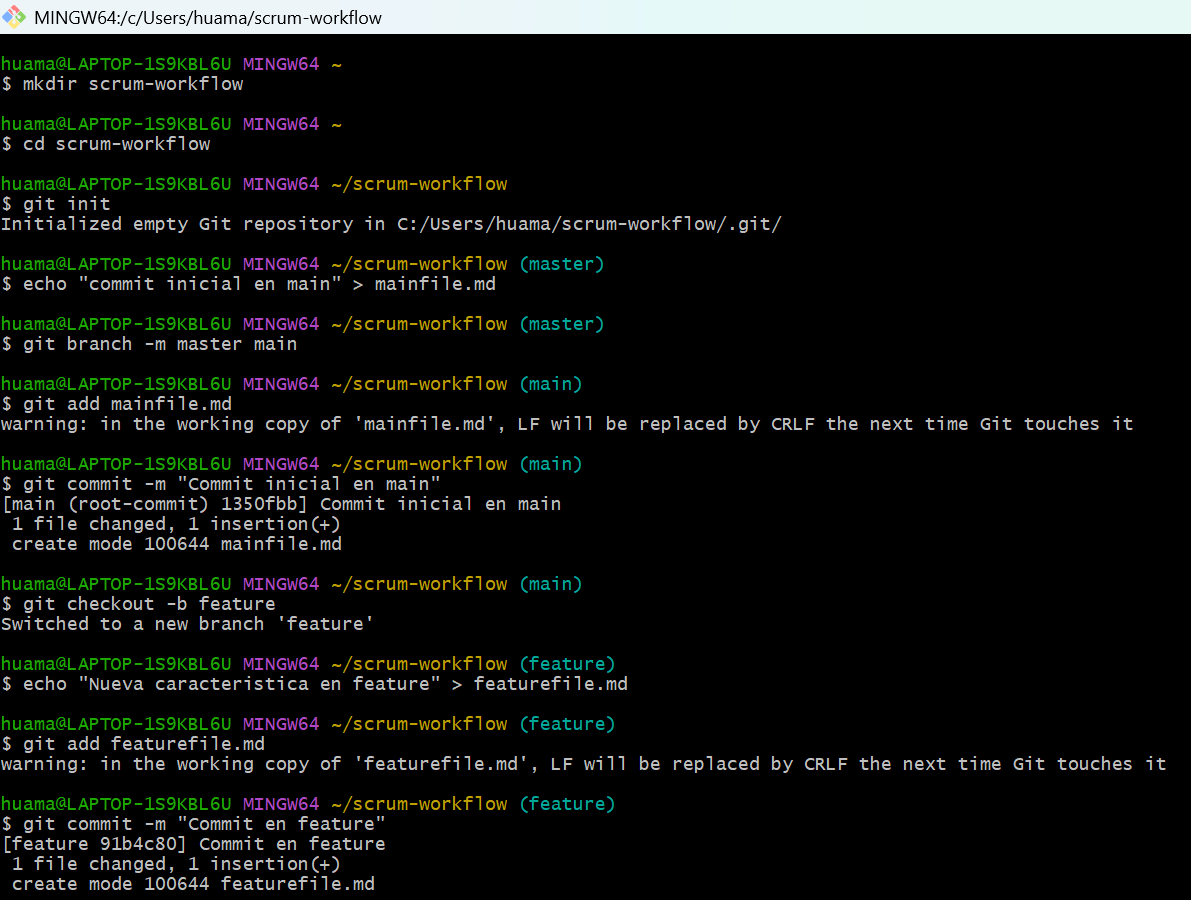 MINGW64:/c/Users/huama/scrum-workflow
huama@LAPTOP-1S9KBL6U MINGW64 ~
$ mkdir scrum-workflow
huama@LAPTOP-1S9KBL6U MINGW64 ~
$ cd scrum-workflow
huama@LAPTOP-1S9KBL6U MINGW64 ~/scrum-workflow
$ git init
Initialized empty Git repository in C:/Users/huama/scrum-workflow/.git/
huama@LAPTOP-1S9KBL6U MINGW64 ~/scrum-workflow (master)
$ echo "commit inicial en main" > mainfile.md
huama@LAPTOP-1S9KBL6U MINGW64 ~/scrum-workflow (master)
$ git branch -m master main
huama@LAPTOP-1S9KBL6U MINGW64 ~/scrum-workflow (main)
$ git add mainfile.md
warning: in the working copy of 'mainfile.md', LF will be replaced by CRLF the next time Git touches it
huama@LAPTOP-1S9KBL6U MINGW64 ~/scrum-workflow (main)
$ git commit -m "Commit inicial en main"
[main (root-commit) 1350fbb] Commit inicial en main
 1 file changed, 1 insertion(+)
 create mode 100644 mainfile.md
huama@LAPTOP-1S9KBL6U MINGW64 ~/scrum-workflow (main)
$ git checkout -b feature
Switched to a new branch 'feature'
huama@LAPTOP-1S9KBL6U MINGW64 ~/scrum-workflow (feature)
$ echo "Nueva caracteristica en feature" > featurefile.md
huama@LAPTOP-1S9KBL6U MINGW64 ~/scrum-workflow (feature)
$ git add featurefile.md
warning: in the working copy of 'featurefile.md', LF will be replaced by CRLF the next time Git touches it
huama@LAPTOP-1S9KBL6U MINGW64 ~/scrum-workflow (feature)
$ git commit -m "Commit en feature"
[feature 91b4c80] Commit en feature
 1 file changed, 1 insertion(+)
 create mode 100644 featurefile.md